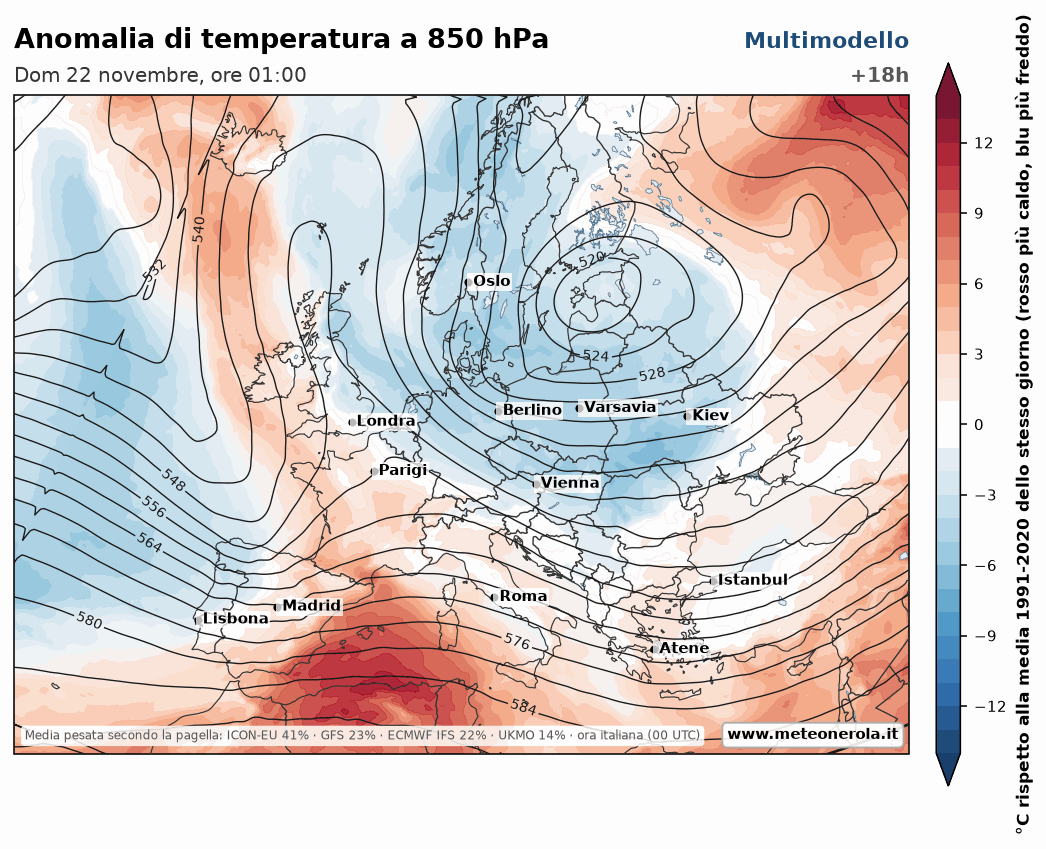 Anomalia di temperatura a 850 hPa
Multimodello
Dom 22 novembre, ore 01:00
+18h
540
532
520
524
528
548
556
564
580
576
584
Oslo
Berlino
Varsavia
Kiev
Londra
Parigi
Vienna
Istanbul
Roma
Madrid
Lisbona
Atene
Media pesata secondo la pagella: ICON-EU 41% · GFS 23% · ECMWF IFS 22% · UKMO 14% · ora italiana (00 UTC)
www.meteonerola.it
12
9
6
3
0
−3
−6
−9
−12
°C rispetto alla media 1991-2020 dello stesso giorno (rosso più caldo, blu più freddo)